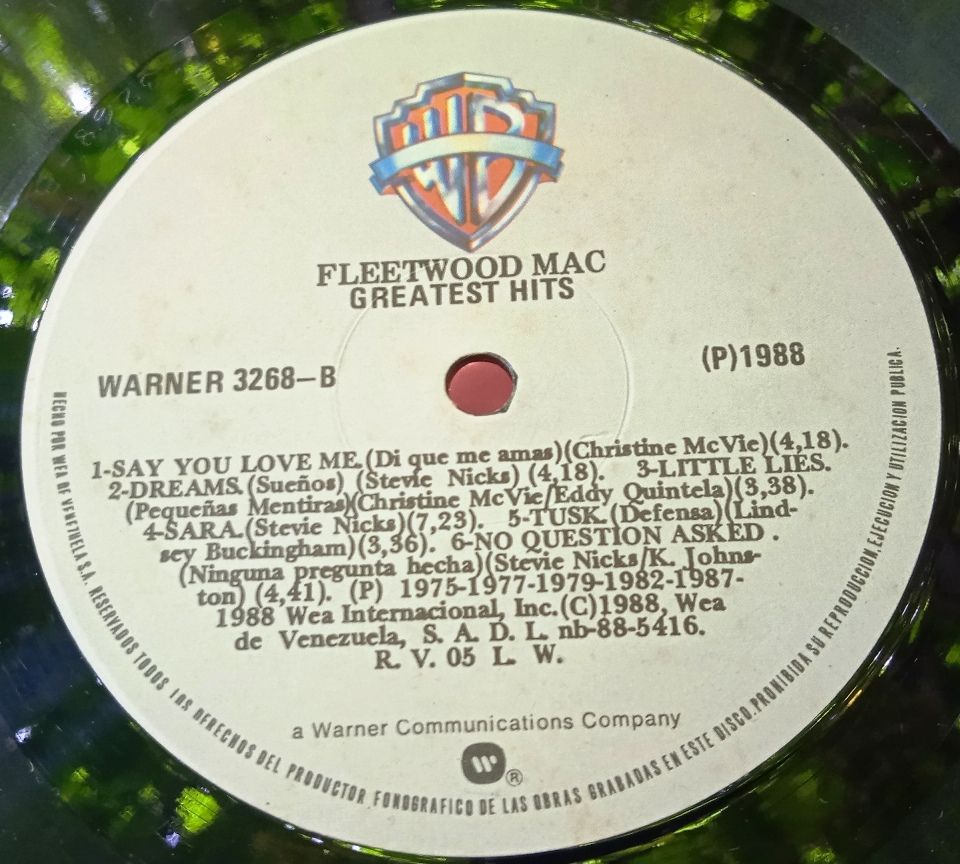 WB
FLEETWOOD MAC
GREATEST HITS
WARNER 3268-B
(P)1988
1-SAY YOU LOVE ME.(Di que me amas)(Christine McVie)(4,18).
2-DREAMS.(Sueños) (Stevie Nicks) (4,18). 3-LITTLE LIES.
(Pequeñas Mentiras)(Christine McVie/Eddy Quintela)(3,38).
4-SARA.(Stevie Nicks)(7,23). 5-TUSK.(Defensa)(Lind-
sey Buckingham)(3,36). 6-NO QUESTION ASKED .
(Ninguna pregunta hecha)(Stevie Nicks/K. Johns-
ton) (4,41). (P) 1975-1977-1979-1982-1987-
1988 Wea Internacional, Inc.(C)1988, Wea
de Venezuela, S. A. D. L. nb-88-5416.
R. V. 05 L. W.
a Warner Communications Company
W®
HECHO POR WEA DE VENEZUELA S.A. RESERVADOS TODOS LOS DERECHOS DEL PRODUCTOR FONOGRAFICO DE LAS OBRAS GRABADAS EN ESTE DISCO.PROHIBIDA SU REPRODUCCION.EJECUCION Y UTILIZACION PUBLICA.